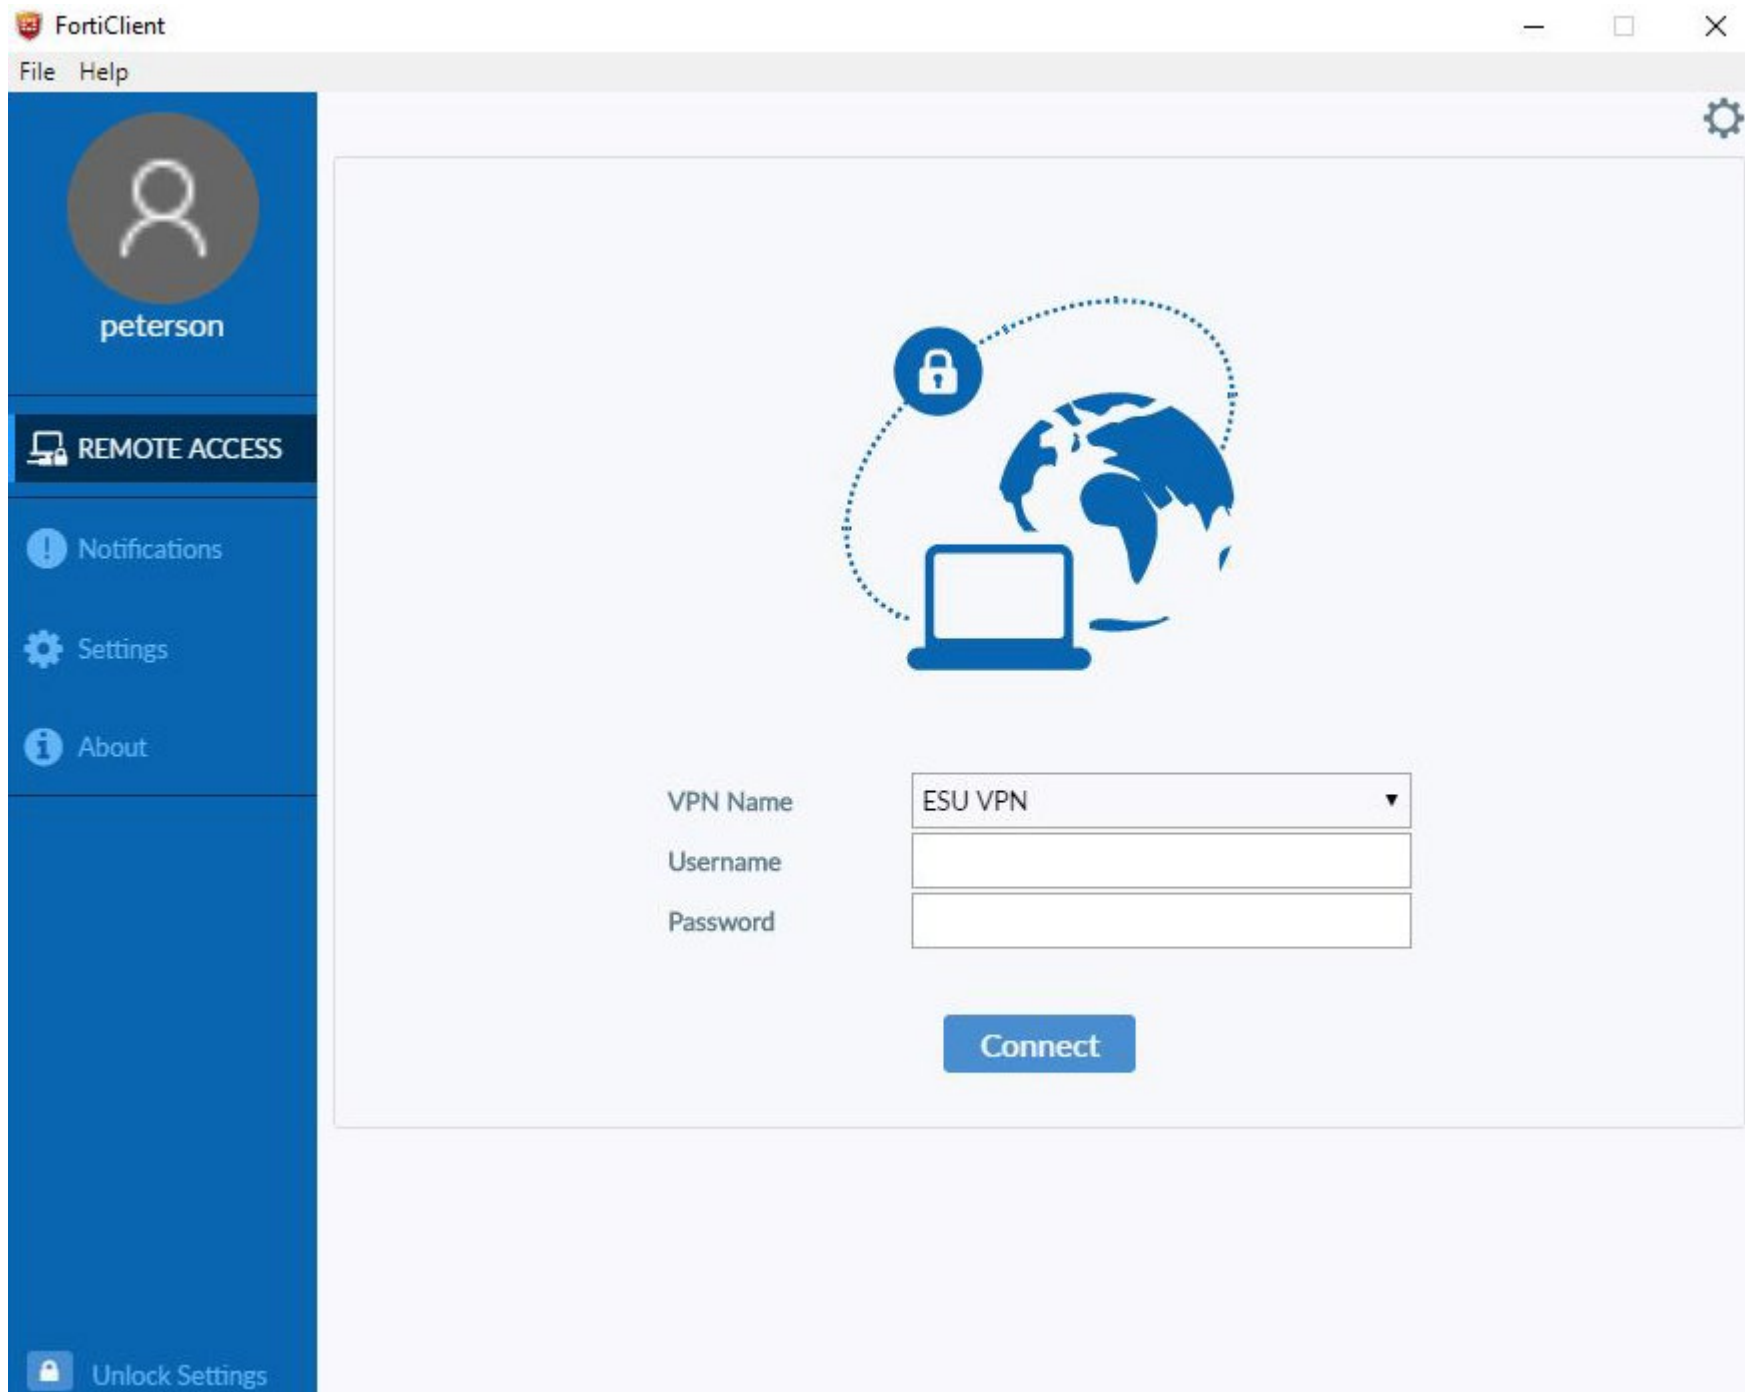 FortiClient
File Help
peterson
REMOTE ACCESS
Notifications
Settings
About
VPN Name ESU VPN
Username
Password
Connect
Unlock Settings